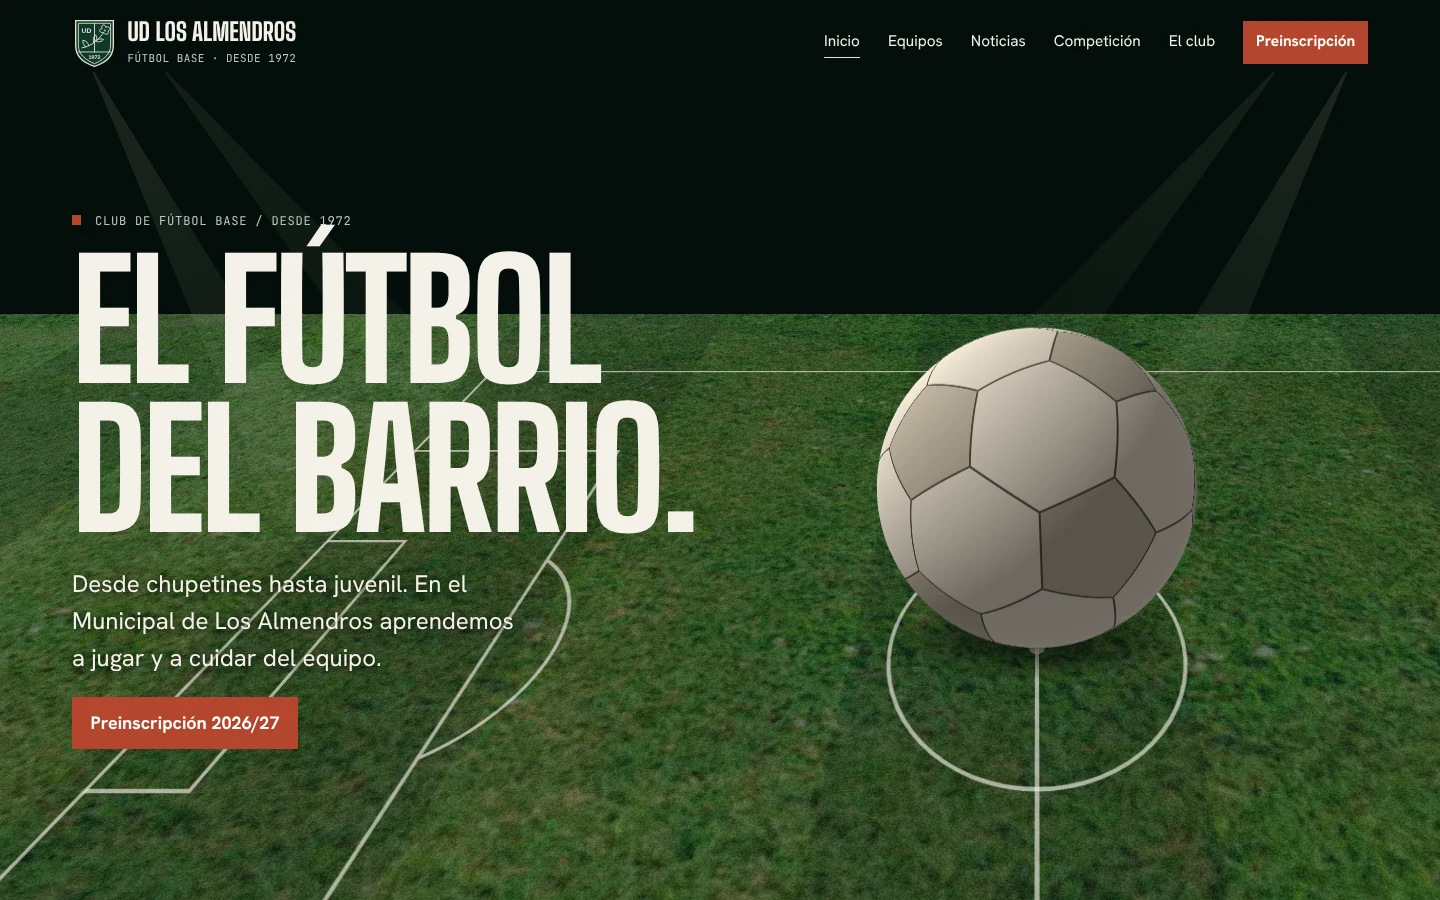 UD LOS ALMENDROS
FÚTBOL BASE · DESDE 1972
UD
1972
Inicio
Equipos
Noticias
Competición
El club
Preinscripción
CLUB DE FÚTBOL BASE / DESDE 1972
EL FÚTBOL
DEL BARRIO.
Desde chupetines hasta juvenil. En el
Municipal de Los Almendros aprendemos
a jugar y a cuidar del equipo.
Preinscripción 2026/27